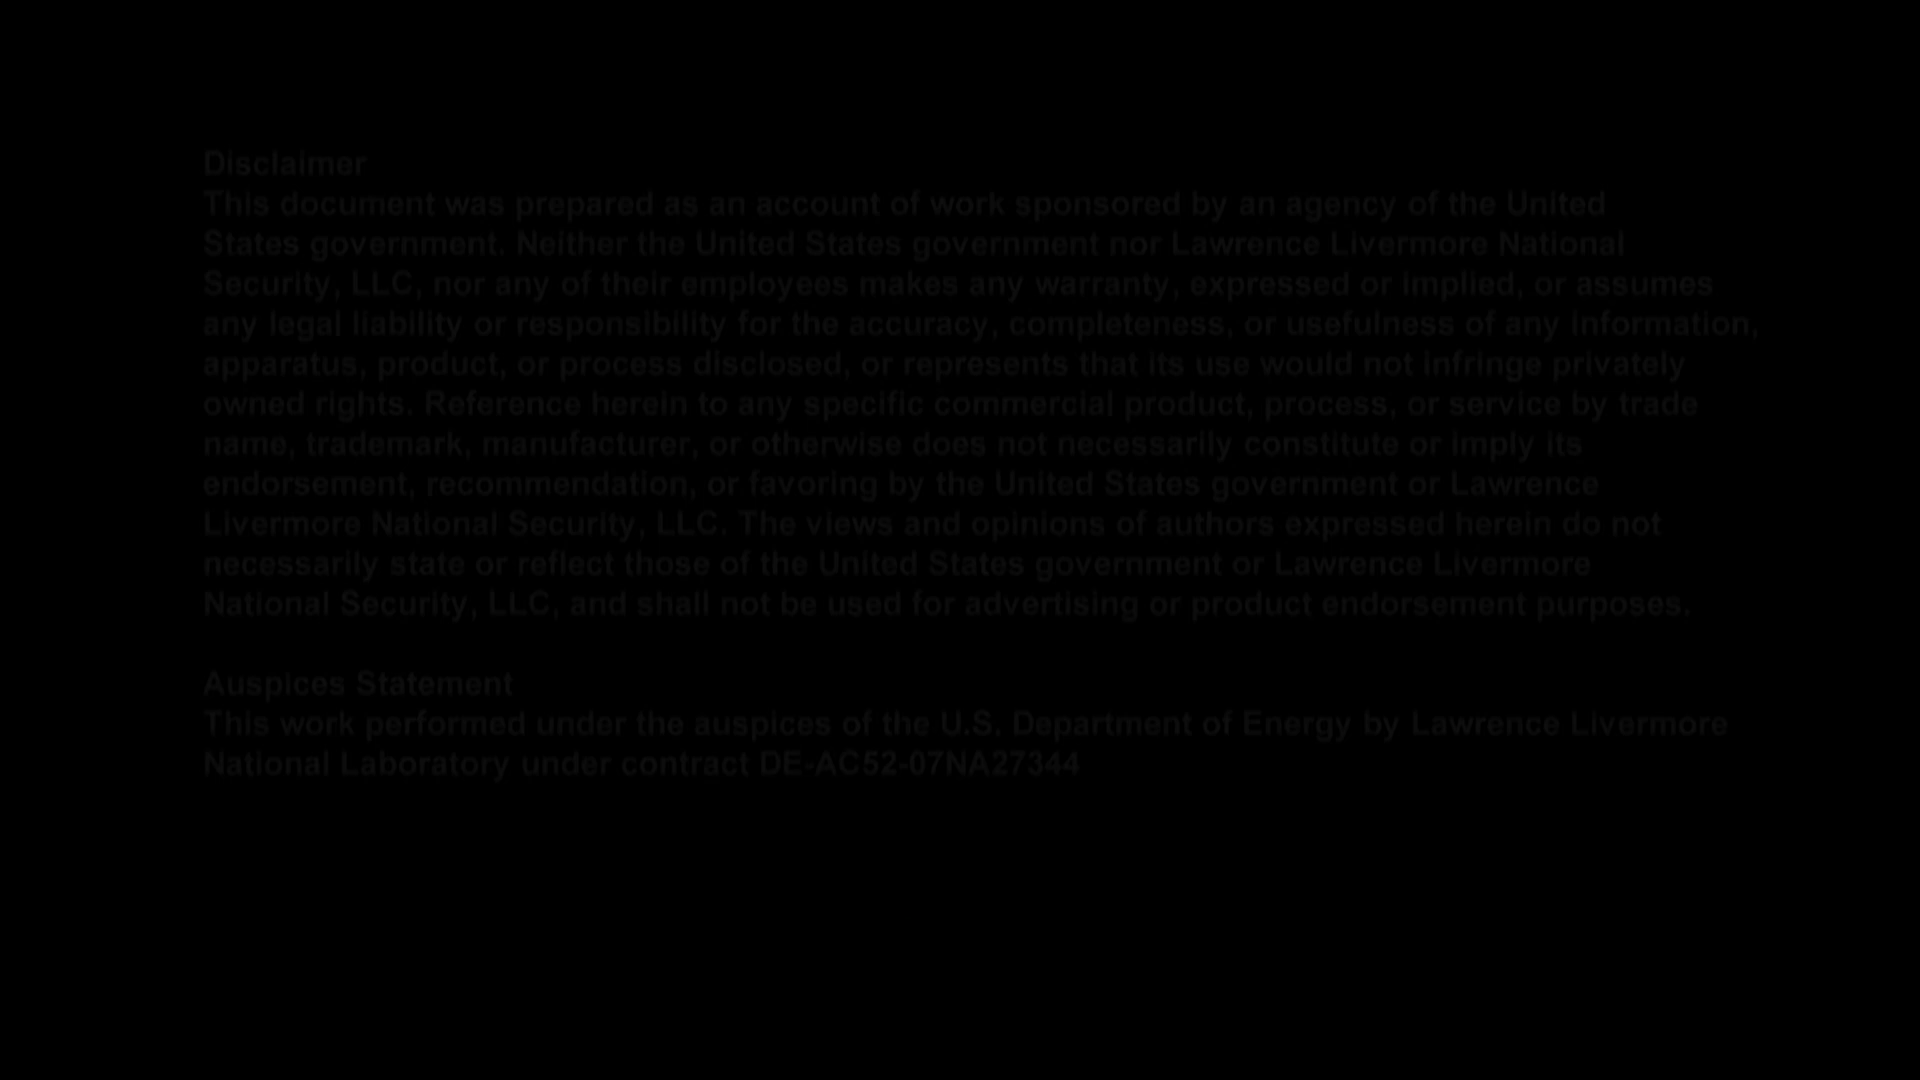 Disclaimer
This document was prepared as an account of work sponsored by an agency of the United
States government. Neither the United States government nor Lawrence Livermore National
Security, LLC, nor any of their employees makes any warranty, expressed or implied, or assumes
any legal liability or responsibility for the accuracy, completeness, or usefulness of any information,
apparatus, product, or process disclosed, or represents that its use would not infringe privately
owned rights. Reference herein to any specific commercial product, process, or service by trade
name, trademark, manufacturer, or otherwise does not necessarily constitute or imply its
endorsement, recommendation, or favoring by the United States government or Lawrence
Livermore National Security, LLC. The views and opinions of authors expressed herein do not
necessarily state or reflect those of the United States government or Lawrence Livermore
National Security, LLC, and shall not be used for advertising or product endorsement purposes.
Auspices Statement
This work performed under the auspices of the U.S. Department of Energy by Lawrence Livermore
National Laboratory under contract DE-AC52-07NA27344